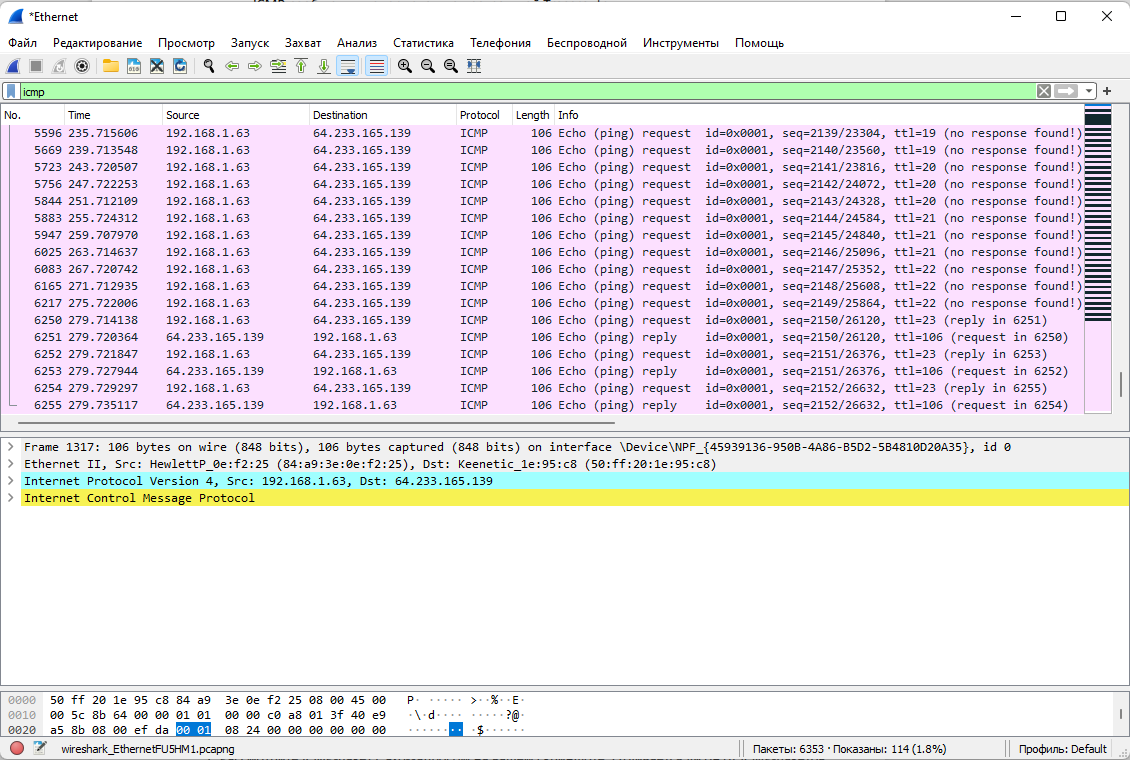 *Ethernet
Файл Редактирование Просмотр Запуск Захват Анализ Статистика Телефония Беспроводной Инструменты Помощь
icmp
No. Time Source Destination Protocol Length Info
5596 235.715606 192.168.1.63 64.233.165.139 ICMP 106 Echo (ping) request id=0x0001, seq=2139/23304, ttl=19 (no response found!)
5669 239.713548 192.168.1.63 64.233.165.139 ICMP 106 Echo (ping) request id=0x0001, seq=2140/23560, ttl=19 (no response found!)
5723 243.720507 192.168.1.63 64.233.165.139 ICMP 106 Echo (ping) request id=0x0001, seq=2141/23816, ttl=20 (no response found!)
5756 247.722253 192.168.1.63 64.233.165.139 ICMP 106 Echo (ping) request id=0x0001, seq=2142/24072, ttl=20 (no response found!)
5844 251.712109 192.168.1.63 64.233.165.139 ICMP 106 Echo (ping) request id=0x0001, seq=2143/24328, ttl=20 (no response found!)
5883 255.724312 192.168.1.63 64.233.165.139 ICMP 106 Echo (ping) request id=0x0001, seq=2144/24584, ttl=21 (no response found!)
5947 259.707970 192.168.1.63 64.233.165.139 ICMP 106 Echo (ping) request id=0x0001, seq=2145/24840, ttl=21 (no response found!)
6025 263.714637 192.168.1.63 64.233.165.139 ICMP 106 Echo (ping) request id=0x0001, seq=2146/25096, ttl=21 (no response found!)
6083 267.720742 192.168.1.63 64.233.165.139 ICMP 106 Echo (ping) request id=0x0001, seq=2147/25352, ttl=22 (no response found!)
6165 271.712935 192.168.1.63 64.233.165.139 ICMP 106 Echo (ping) request id=0x0001, seq=2148/25608, ttl=22 (no response found!)
6217 275.722006 192.168.1.63 64.233.165.139 ICMP 106 Echo (ping) request id=0x0001, seq=2149/25864, ttl=22 (no response found!)
6250 279.714138 192.168.1.63 64.233.165.139 ICMP 106 Echo (ping) request id=0x0001, seq=2150/26120, ttl=23 (reply in 6251)
6251 279.720364 64.233.165.139 192.168.1.63 ICMP 106 Echo (ping) reply id=0x0001, seq=2150/26120, ttl=106 (request in 6250)
6252 279.721847 192.168.1.63 64.233.165.139 ICMP 106 Echo (ping) request id=0x0001, seq=2151/26376, ttl=23 (reply in 6253)
6253 279.727944 64.233.165.139 192.168.1.63 ICMP 106 Echo (ping) reply id=0x0001, seq=2151/26376, ttl=106 (request in 6252)
6254 279.729297 192.168.1.63 64.233.165.139 ICMP 106 Echo (ping) request id=0x0001, seq=2152/26632, ttl=23 (reply in 6255)
6255 279.735117 64.233.165.139 192.168.1.63 ICMP 106 Echo (ping) reply id=0x0001, seq=2152/26632, ttl=106 (request in 6254)
Frame 1317: 106 bytes on wire (848 bits), 106 bytes captured (848 bits) on interface \Device\NPF_{45939136-950B-4A86-B5D2-5B4810D20A35}, id 0
Ethernet II, Src: HewlettP_0e:f2:25 (84:a9:3e:0e:f2:25), Dst: Keenetic_1e:95:c8 (50:ff:20:1e:95:c8)
Internet Protocol Version 4, Src: 192.168.1.63, Dst: 64.233.165.139
Internet Control Message Protocol
0000 50 ff 20 1e 95 c8 84 a9 3e 0e f2 25 08 00 45 00 P· ····· >··%··E·
0010 00 5c 8b 64 00 00 01 01 00 00 c0 a8 01 3f 40 e9 ·\·d···· ·····?@·
0020 a5 8b 08 00 ef da 00 01 08 24 00 00 00 00 00 00 ········ ·$······
wireshark_EthernetFU5HM1.pcapng Пакеты: 6353 · Показаны: 114 (1.8%) Профиль: Default